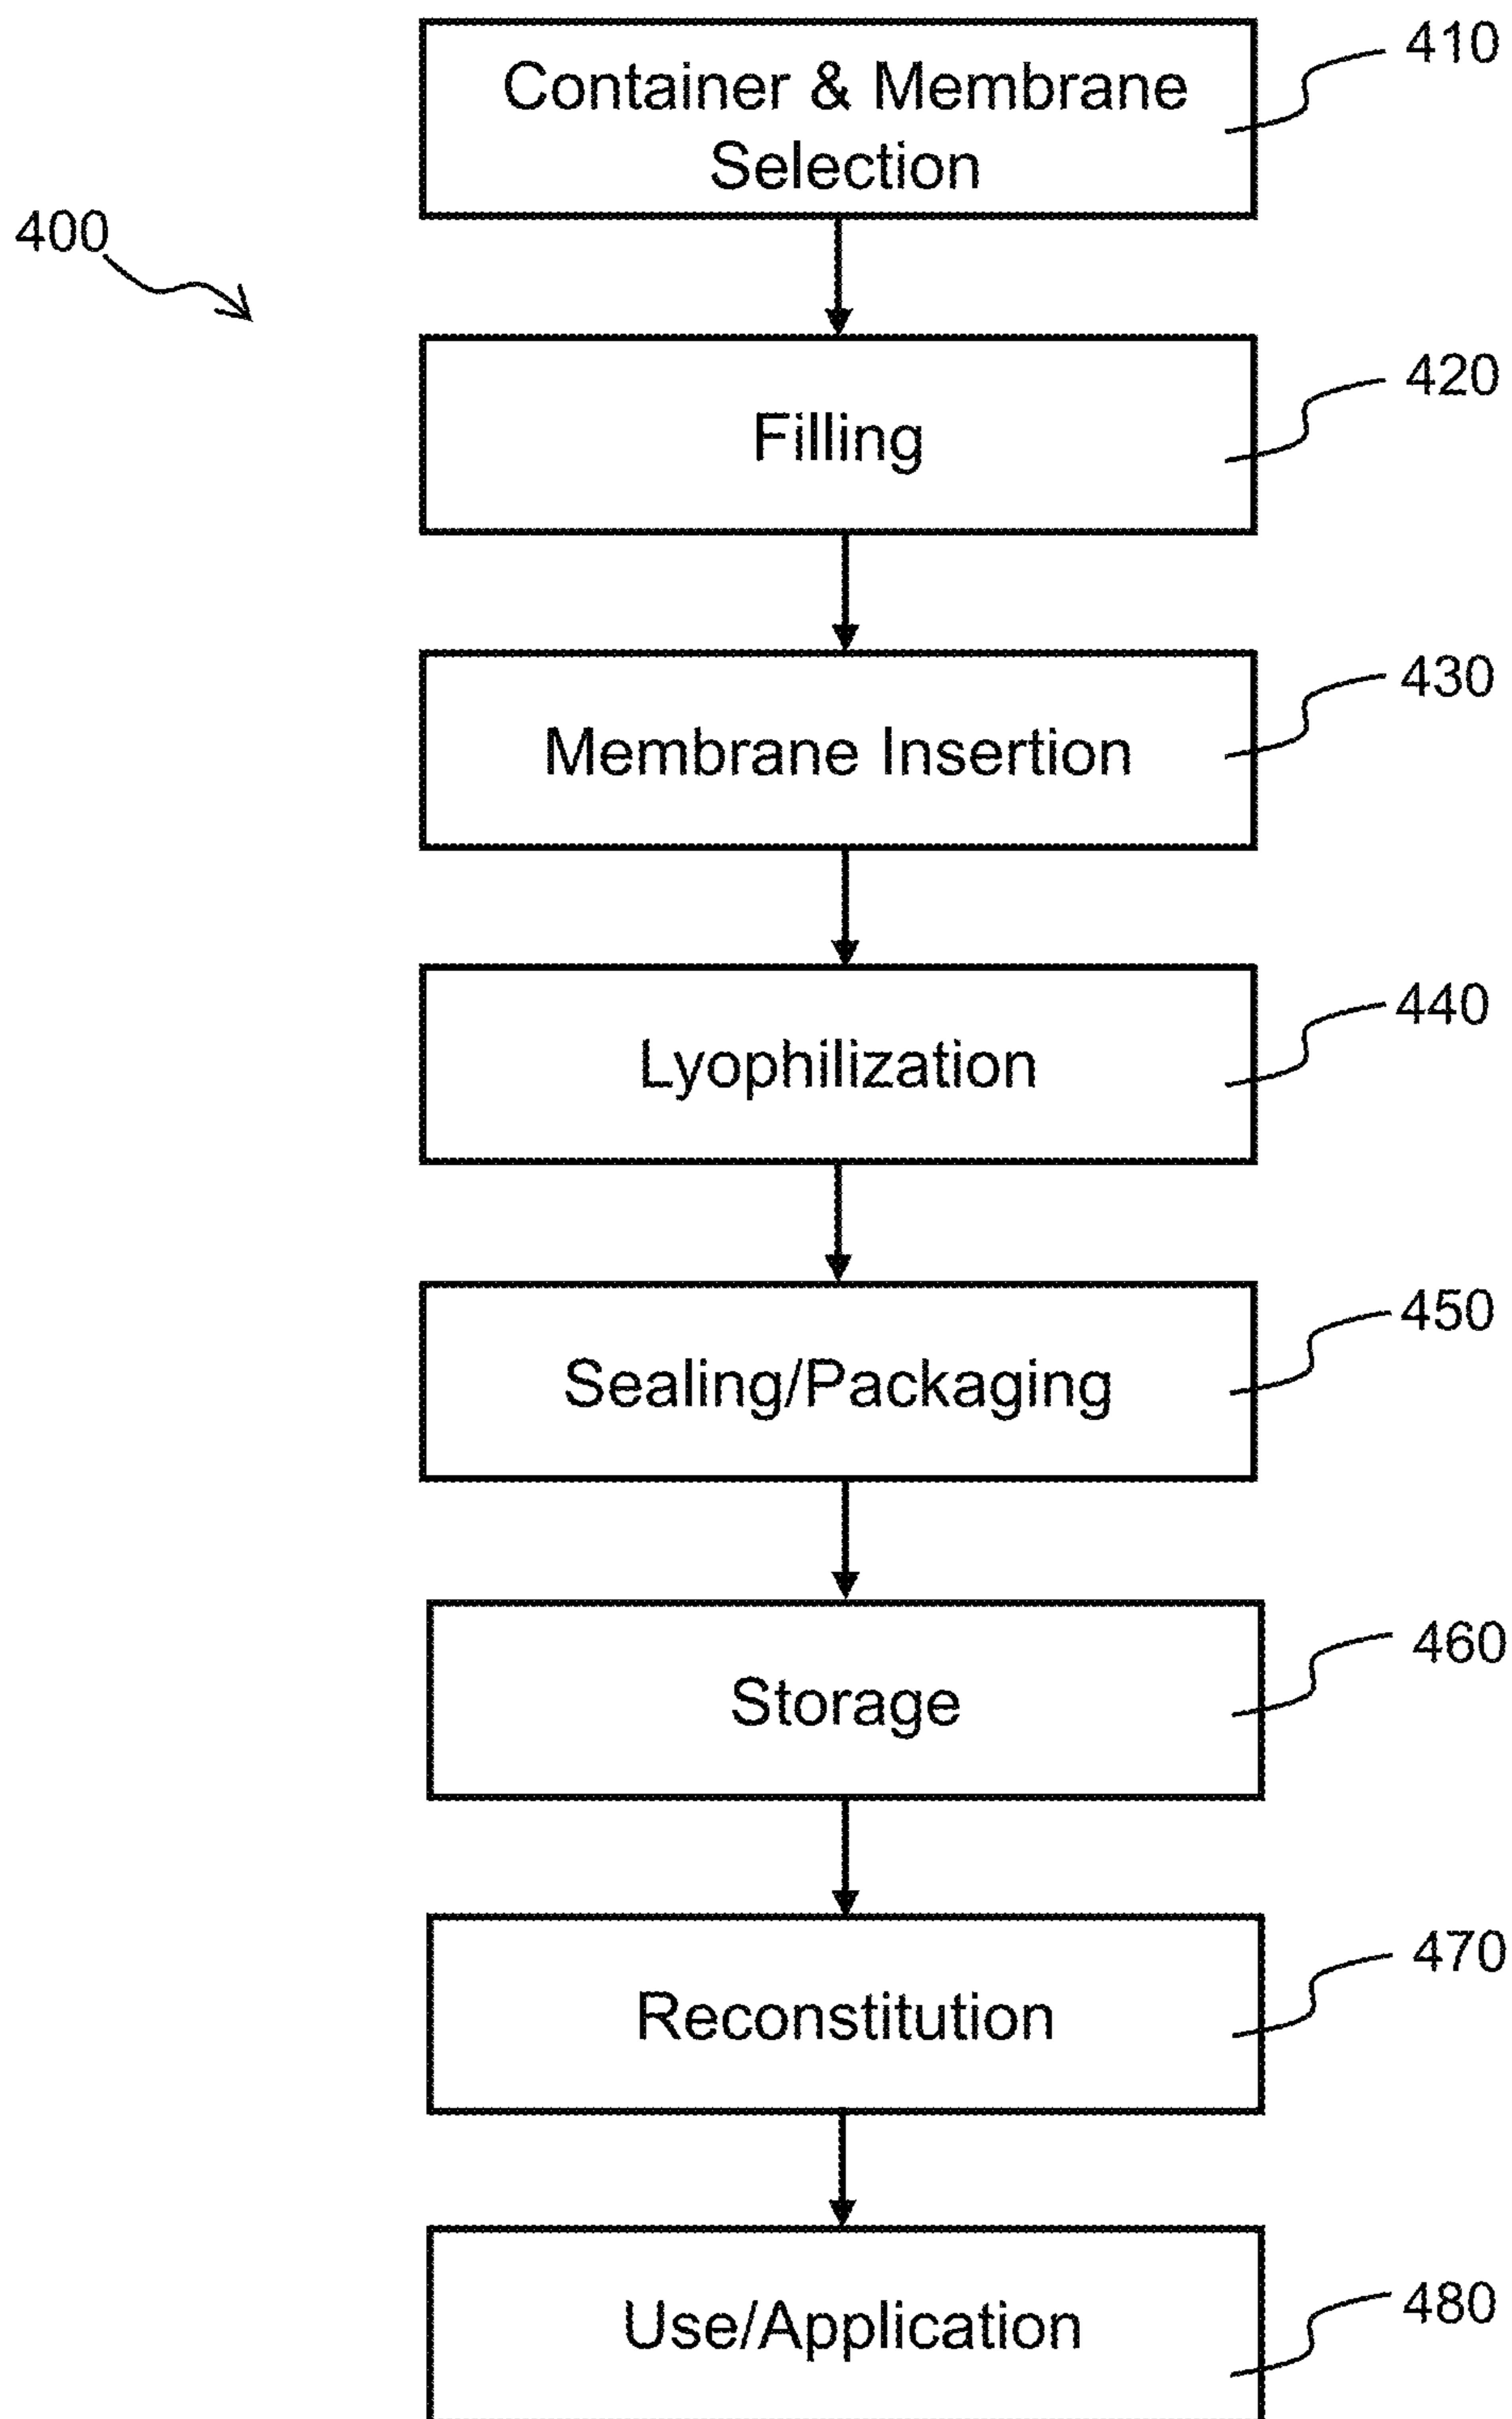 410
Container & Membrane
Selection
400
420
Filling
430
Membrane Insertion
440
Lyophilization
450
Sealing/Packaging
460
Storage
470
Reconstitution
480
Use/Application